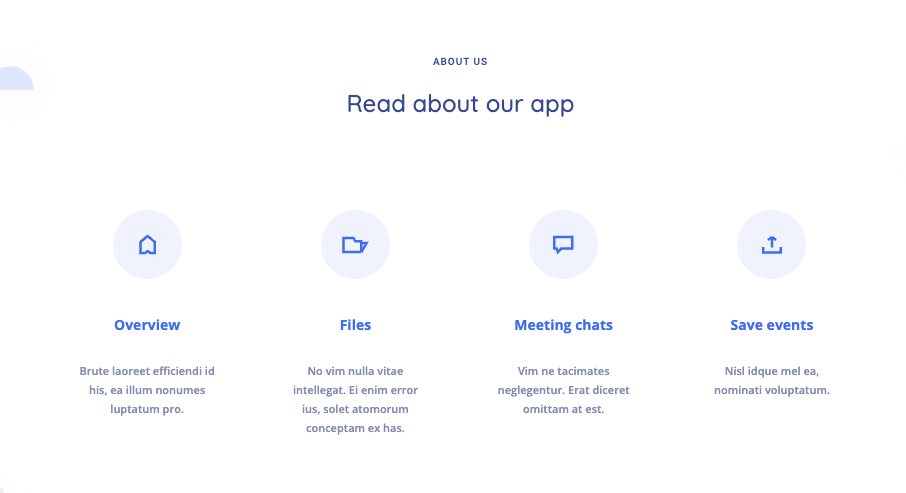 ABOUT US
Read about our app
Overview
Brute laoreet efficiendi id
his, ea illum nonumes
luptatum pro.
Files
No vim nulla vitae
intellegat. Ei enim error
ius, solet atomorum
conceptam ex has.
Meeting chats
Vim ne tacimates
neglegentur. Erat diceret
omittam at est.
Save events
Nisl idque mel ea,
nominati voluptatum.